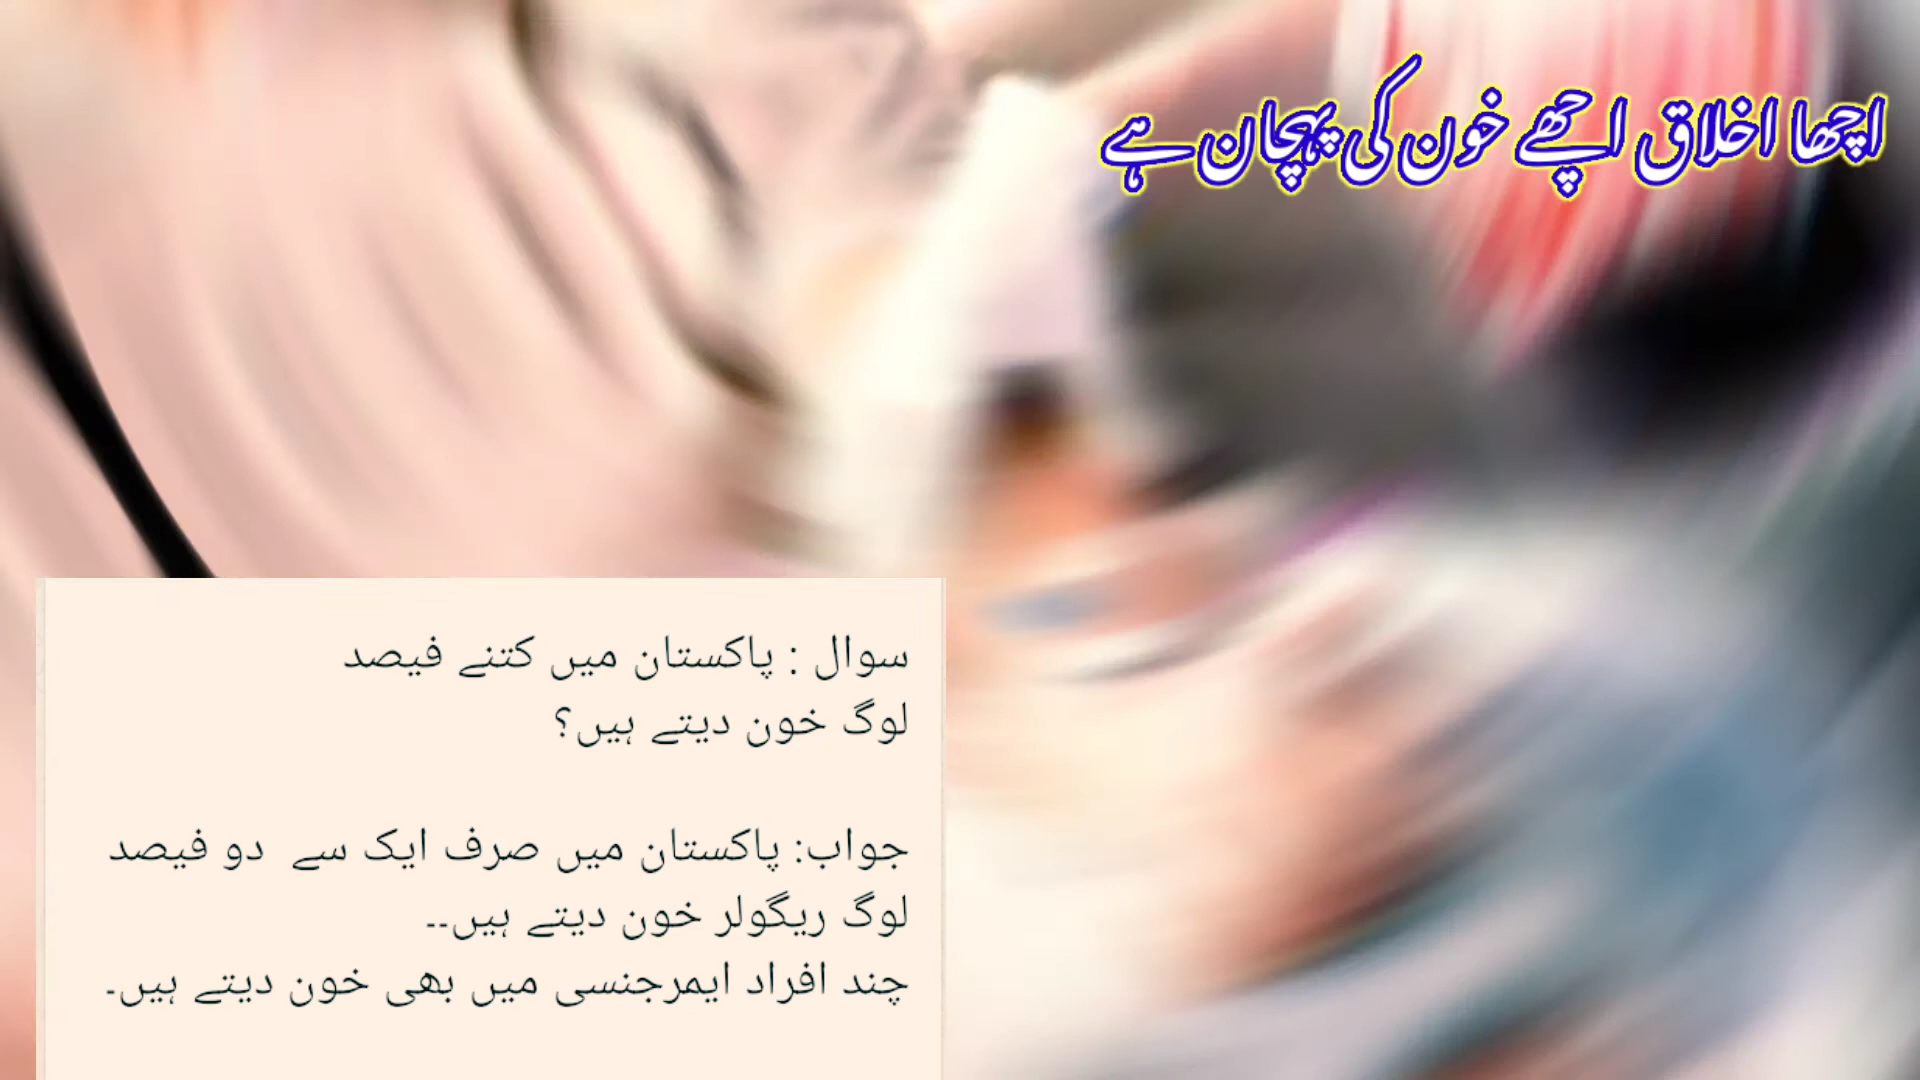 اچھا اخلاق اچھے خون کی پہچان ہے
سوال : پاکستان میں کتنے فیصد
لوگ خون دیتے ہیں؟
جواب: پاکستان میں صرف ایک سے دو فیصد
لوگ ریگولر خون دیتے ہیں۔۔
چند افراد ایمرجنسی میں بھی خون دیتے ہیں۔